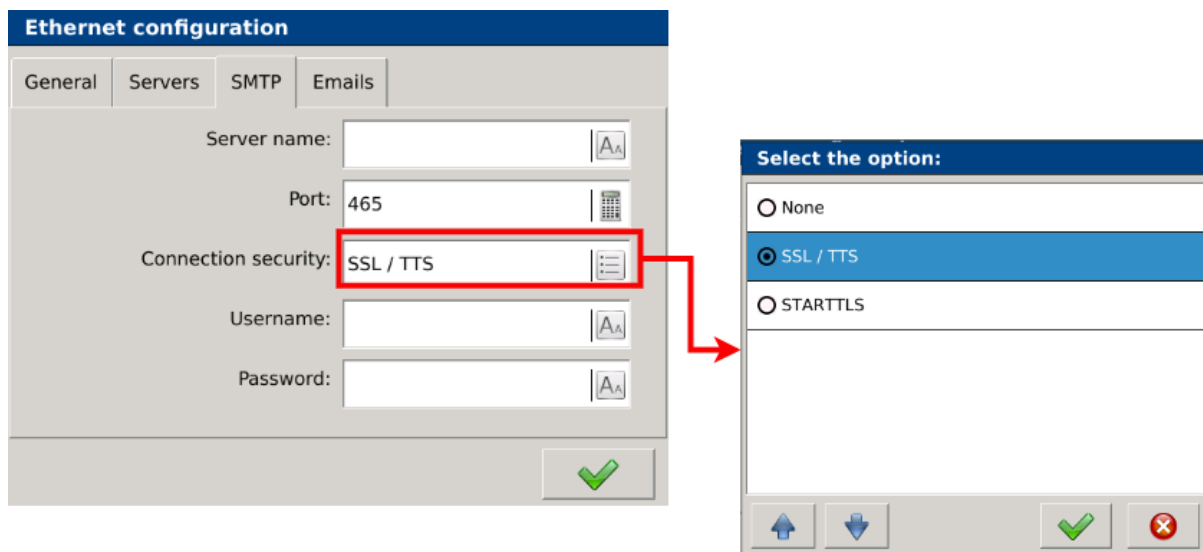 Ethernet configuration
General Servers SMTP Emails
Server name:
Port: 465
Connection security: SSL / TTS
Username:
Password:
Select the option:
None
SSL / TTS
STARTTLS